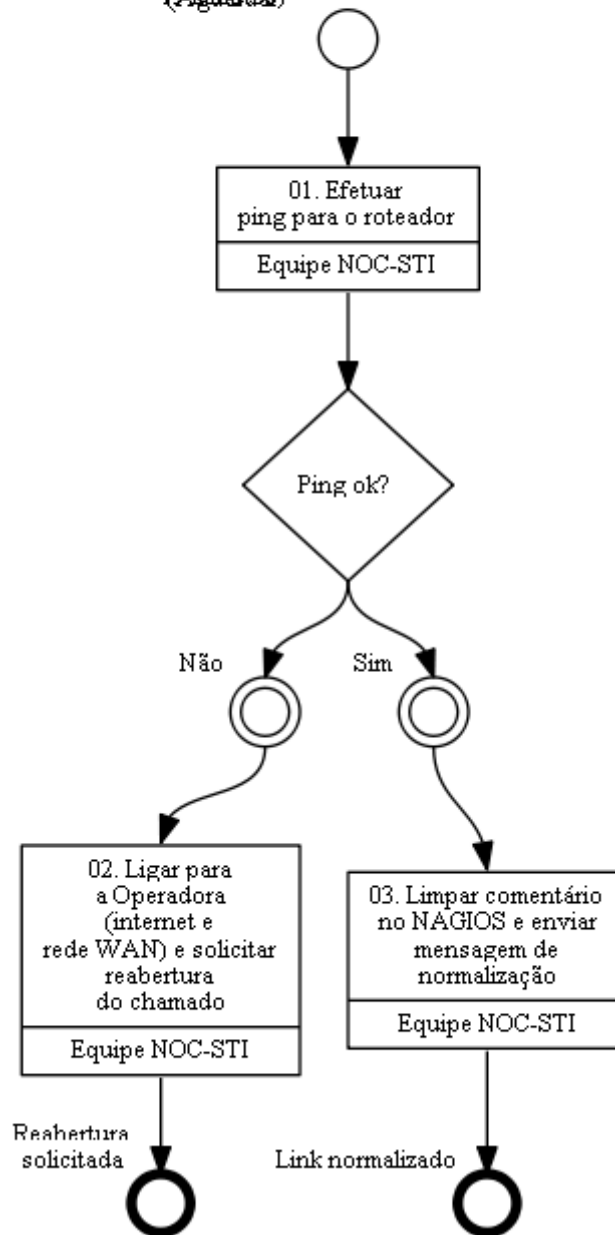 01. Efetuar
ping para o roteador
Equipe NOC-STI
Ping ok?
Não
Sim
02. Ligar para
a Operadora
(internet e
rede WAN) e solicitar
reabertura
do chamado
Equipe NOC-STI
03. Limpar comentário
no NAGIOS e enviar
mensagem de
normalização
Equipe NOC-STI
Reabertura
solicitada
Link normalizado